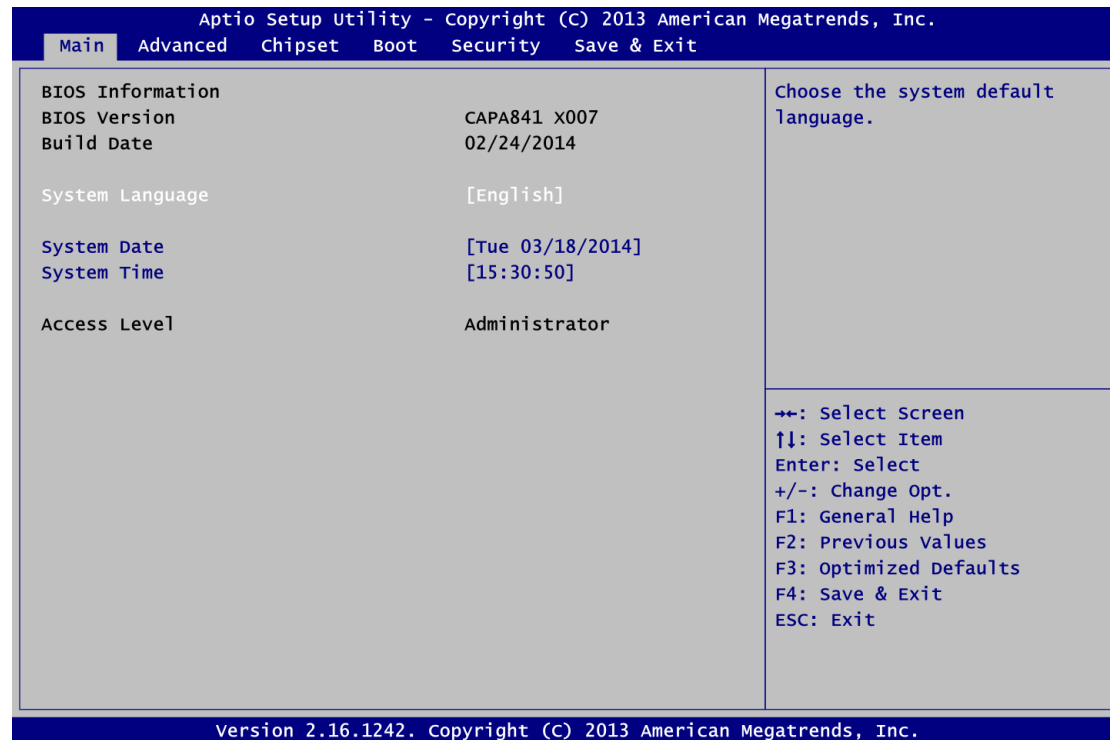 Aptio Setup Utility – Copyright (C) 2013 American Megatrends, Inc.
Main Advanced Chipset Boot Security Save & Exit
BIOS Information
BIOS Version CAPA841 X007
Build Date 02/24/2014
System Language [English]
System Date [Tue 03/18/2014]
System Time [15:30:50]
Access Level Administrator
Choose the system default
language.
→←: Select Screen
↑↓: Select Item
Enter: Select
+/-: Change Opt.
F1: General Help
F2: Previous Values
F3: Optimized Defaults
F4: Save & Exit
ESC: Exit
Version 2.16.1242. Copyright (C) 2013 American Megatrends, Inc.